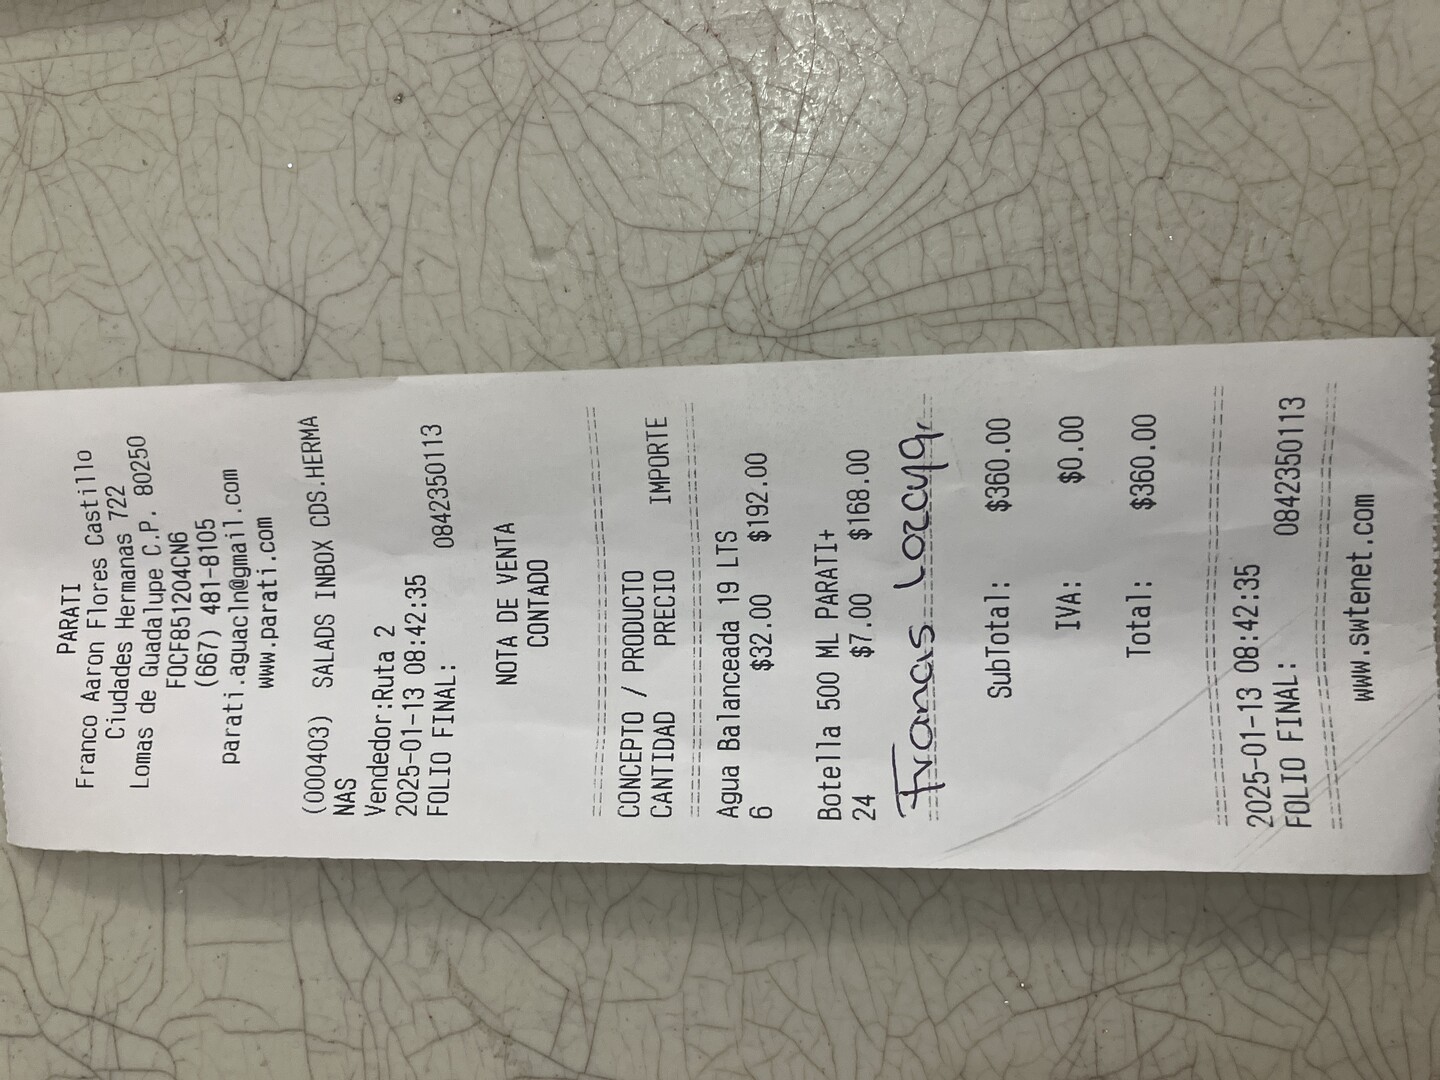 PARATI
Franco Aaron Flores Castillo
Ciudades Hermanas 722
Lomas de Guadalupe C.P. 80250
FOCF851204CN6
(667) 481-8105
parati.aguacln@gmail.com
www.parati.com
(000403) SALADS INBOX CDS.HERMA
NAS
Vendedor:Ruta 2
2025-01-13 08:42:35
FOLIO FINAL: 0842350113
NOTA DE VENTA
CONTADO
CONCEPTO / PRODUCTO
CANTIDAD PRECIO IMPORTE
Agua Balanceada 19 LTS
6 $32.00 $192.00
Botella 500 ML PARATI+
24 $7.00 $168.00
Francis
SubTotal: $360.00
IVA: $0.00
Total: $360.00
2025-01-13 08:42:35
FOLIO FINAL: 0842350113
www.swtenet.com